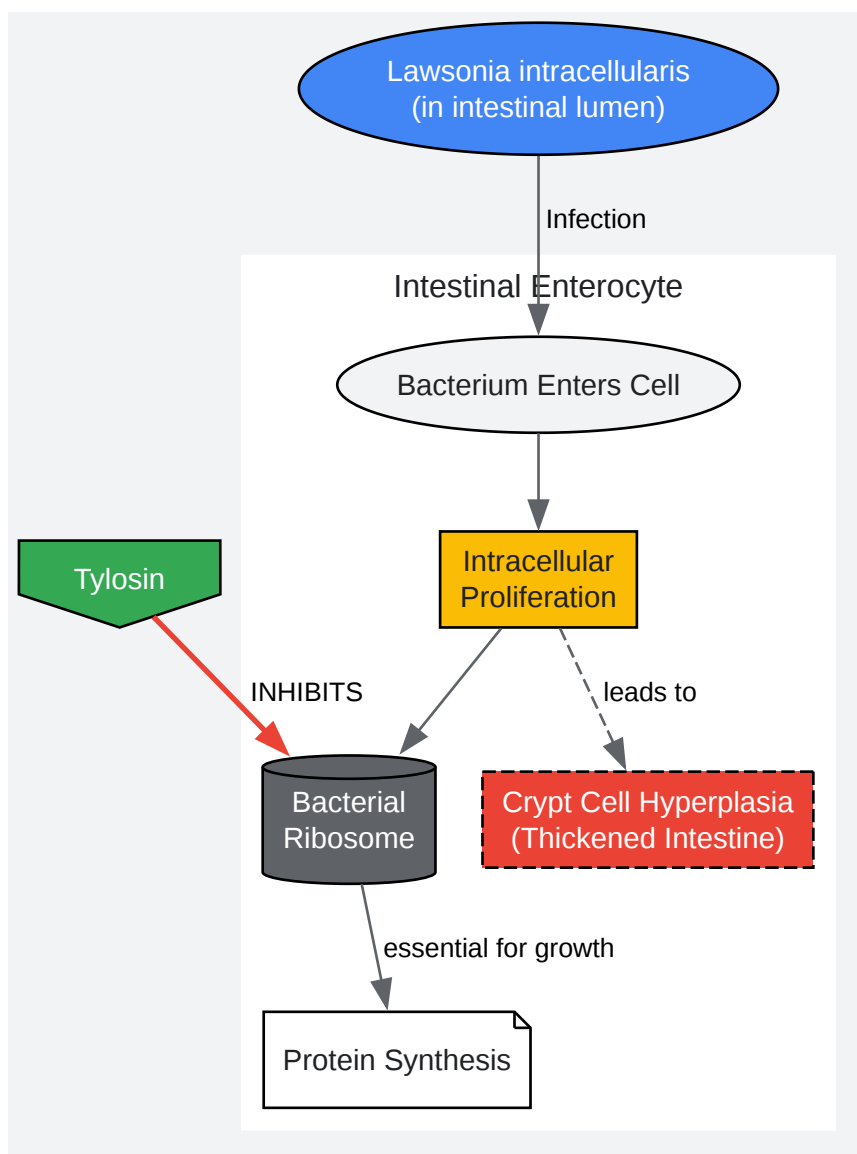 Lawsonia intracellularis
(in intestinal lumen)
Infection
Intestinal Enterocyte
Bacterium Enters Cell
Intracellular
Proliferation
Tylosin
INHIBITS
leads to
Bacterial
Ribosome
Crypt Cell Hyperplasia
(Thickened Intestine)
essential for growth
Protein Synthesis